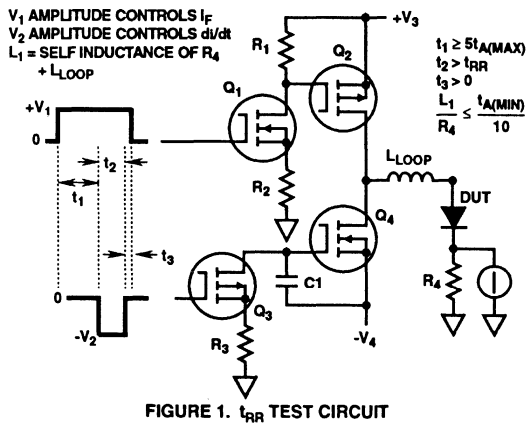 V1 AMPLITUDE CONTROLS IF
V2 AMPLITUDE CONTROLS di/dt
L1 = SELF INDUCTANCE OF R4
+ LLOOP
+V1
0
t2
t1
t3
0
-V2
R1
Q1
R2
Q2
+V3
t1 ≥ 5tA(MAX)
t2 > tRR
t3 > 0
L1/R4 ≤ tA(MIN)/10
LLOOP
DUT
Q4
C1
R4
Q3
R3
-V4
FIGURE 1. tRR TEST CIRCUIT